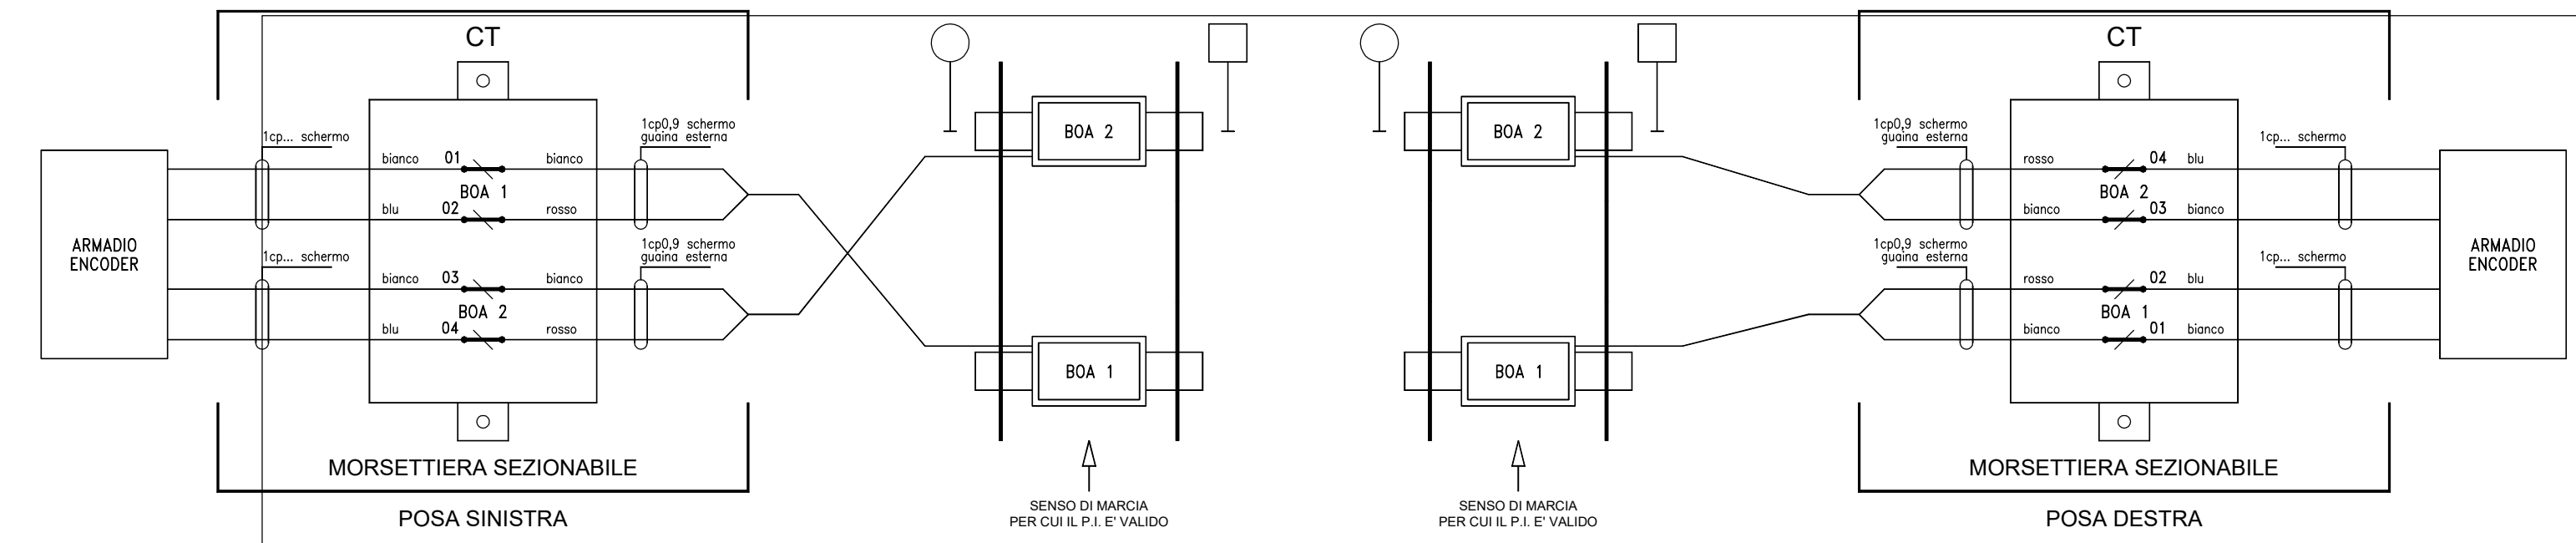 CT
1cp... schermo
1cp0,9 schermo
guaina esterna
bianco
01
bianco
BOA 1
blu
02
rosso
1cp... schermo
1cp0,9 schermo
guaina esterna
bianco
03
bianco
BOA 2
blu
04
rosso
ARMADIO
ENCODER
MORSETTIERA SEZIONABILE
POSA SINISTRA
BOA 2
BOA 1
SENSO DI MARCIA
PER CUI IL P.I. E' VALIDO
BOA 2
BOA 1
SENSO DI MARCIA
PER CUI IL P.I. E' VALIDO
CT
1cp0,9 schermo
guaina esterna
1cp... schermo
rosso
04
blu
BOA 2
bianco
03
bianco
1cp0,9 schermo
guaina esterna
1cp... schermo
rosso
02
blu
BOA 1
bianco
01
bianco
ARMADIO
ENCODER
MORSETTIERA SEZIONABILE
POSA DESTRA